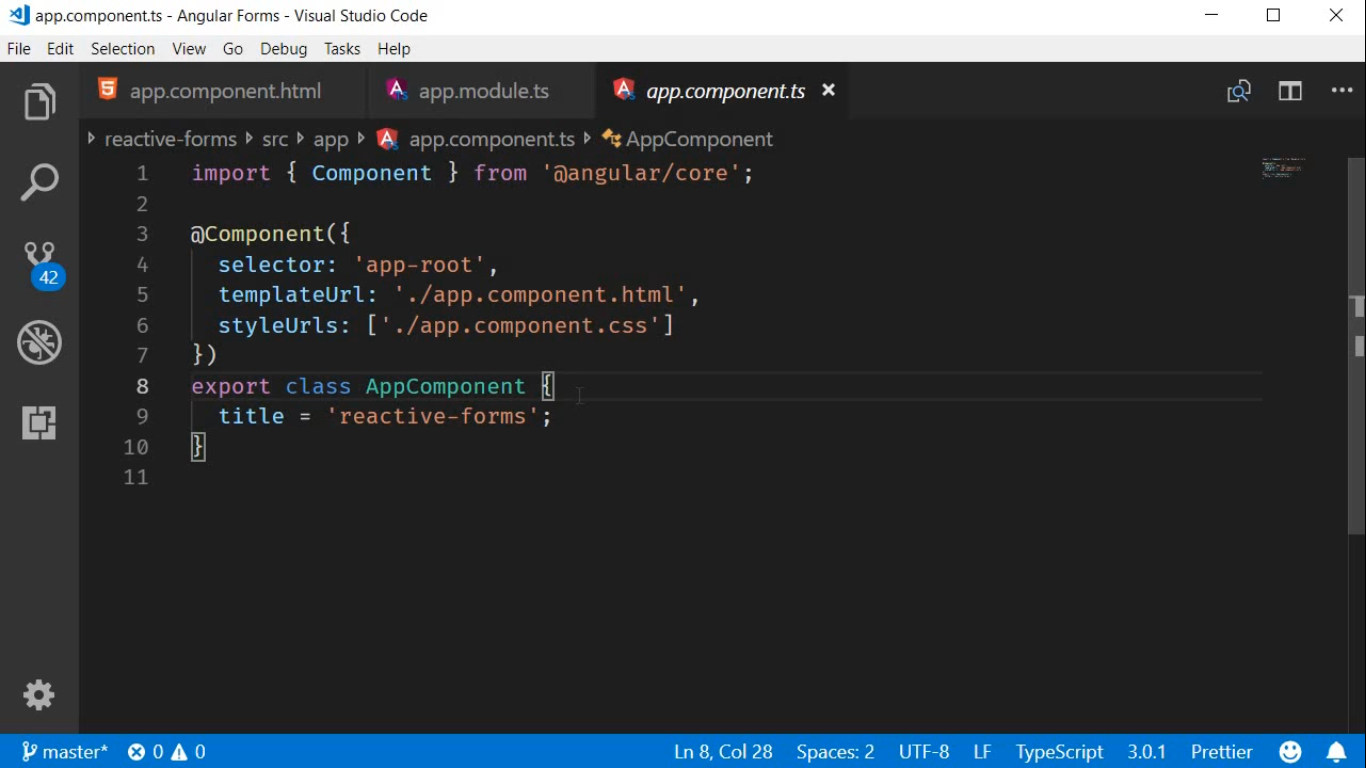 app.component.ts - Angular Forms - Visual Studio Code
File Edit Selection View Go Debug Tasks Help
app.component.html app.module.ts app.component.ts
reactive-forms src app app.component.ts AppComponent
1 import { Component } from '@angular/core';
2
3 @Component({
4 selector: 'app-root',
5 templateUrl: './app.component.html',
6 styleUrls: ['./app.component.css']
7 })
8 export class AppComponent {
9 title = 'reactive-forms';
10 }
11
42
master* 0 0 Ln 8, Col 28 Spaces: 2 UTF-8 LF TypeScript 3.0.1 Prettier